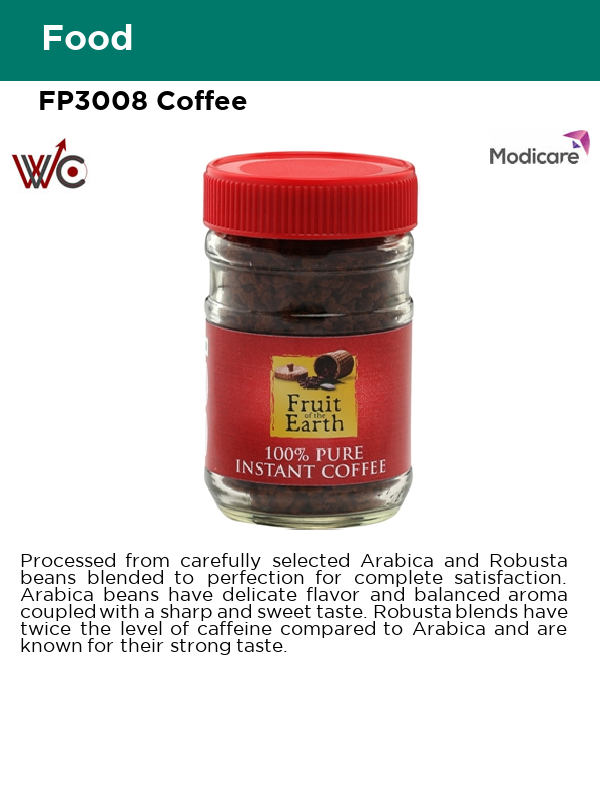 Food
FP3008 Coffee
WC
Modicare
Fruit
of the
Earth
100% PURE
INSTANT COFFEE
Processed from carefully selected Arabica and Robusta
beans blended to perfection for complete satisfaction.
Arabica beans have delicate flavor and balanced aroma
coupled with a sharp and sweet taste. Robusta blends have
twice the level of caffeine compared to Arabica and are
known for their strong taste.